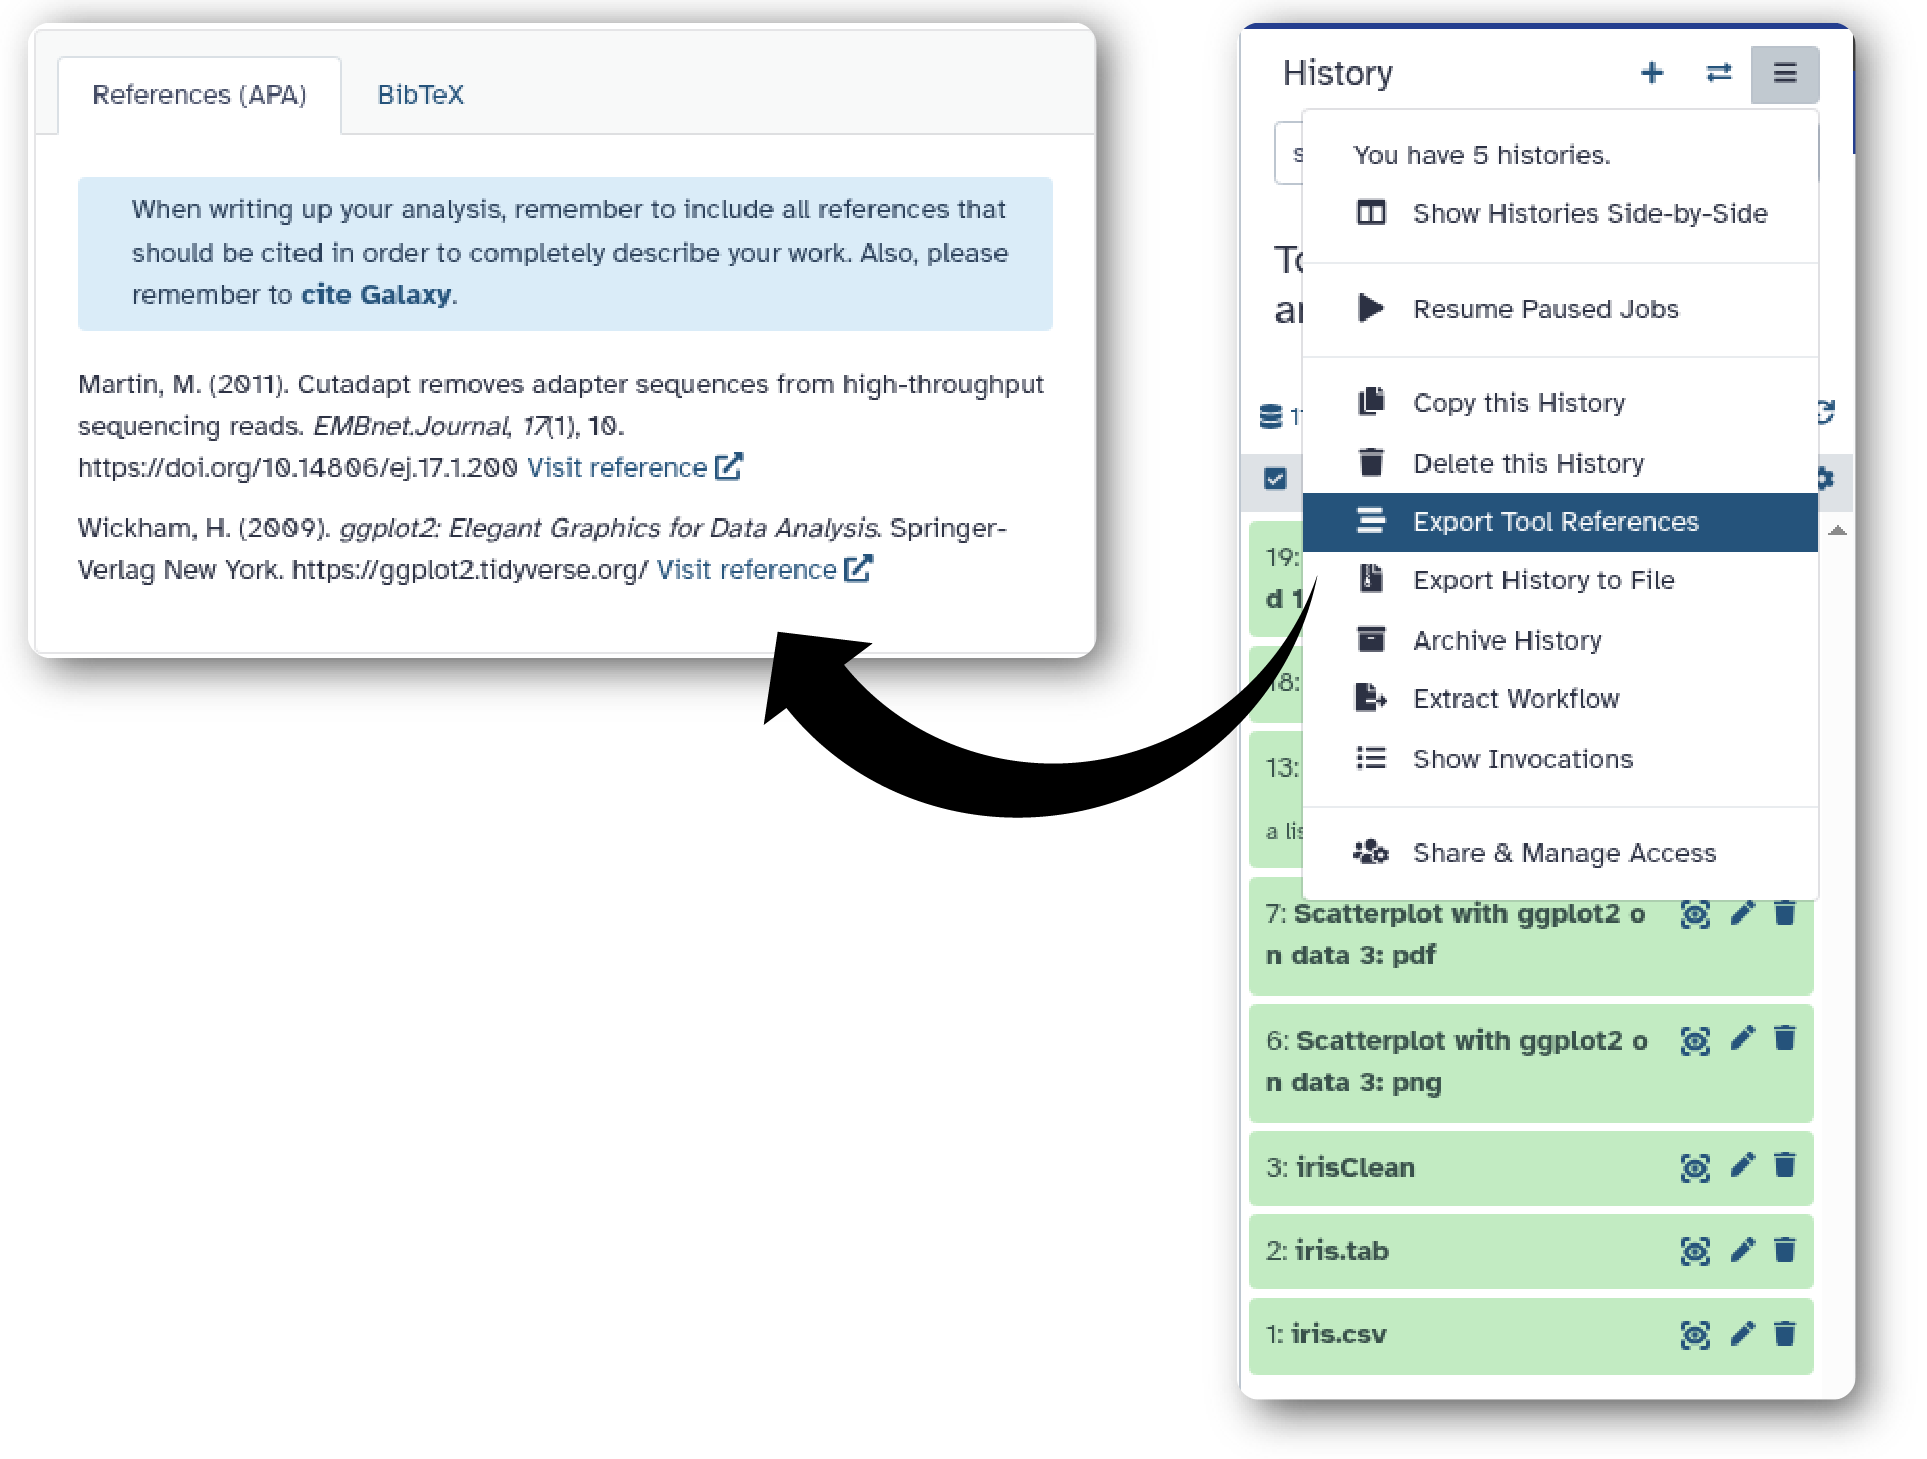 References (APA)
BibTeX
When writing up your analysis, remember to include all references that
should be cited in order to completely describe your work. Also, please
remember to cite Galaxy.
Martin, M. (2011). Cutadapt removes adapter sequences from high-throughput
sequencing reads. EMBnet.Journal, 17(1), 10.
https://doi.org/10.14806/ej.17.1.200 Visit reference
Wickham, H. (2009). ggplot2: Elegant Graphics for Data Analysis. Springer-
Verlag New York. https://ggplot2.tidyverse.org/ Visit reference
History
You have 5 histories.
Show Histories Side-by-Side
Resume Paused Jobs
Copy this History
Delete this History
Export Tool References
Export History to File
Archive History
Extract Workflow
Show Invocations
Share & Manage Access
19:
d 1
18:
13:
a lis
7: Scatterplot with ggplot2 o
n data 3: pdf
6: Scatterplot with ggplot2 o
n data 3: png
3: irisClean
2: iris.tab
1: iris.csv